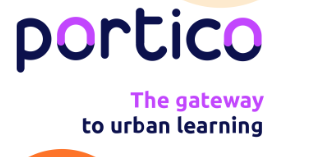 portico
The gateway
to urban learning